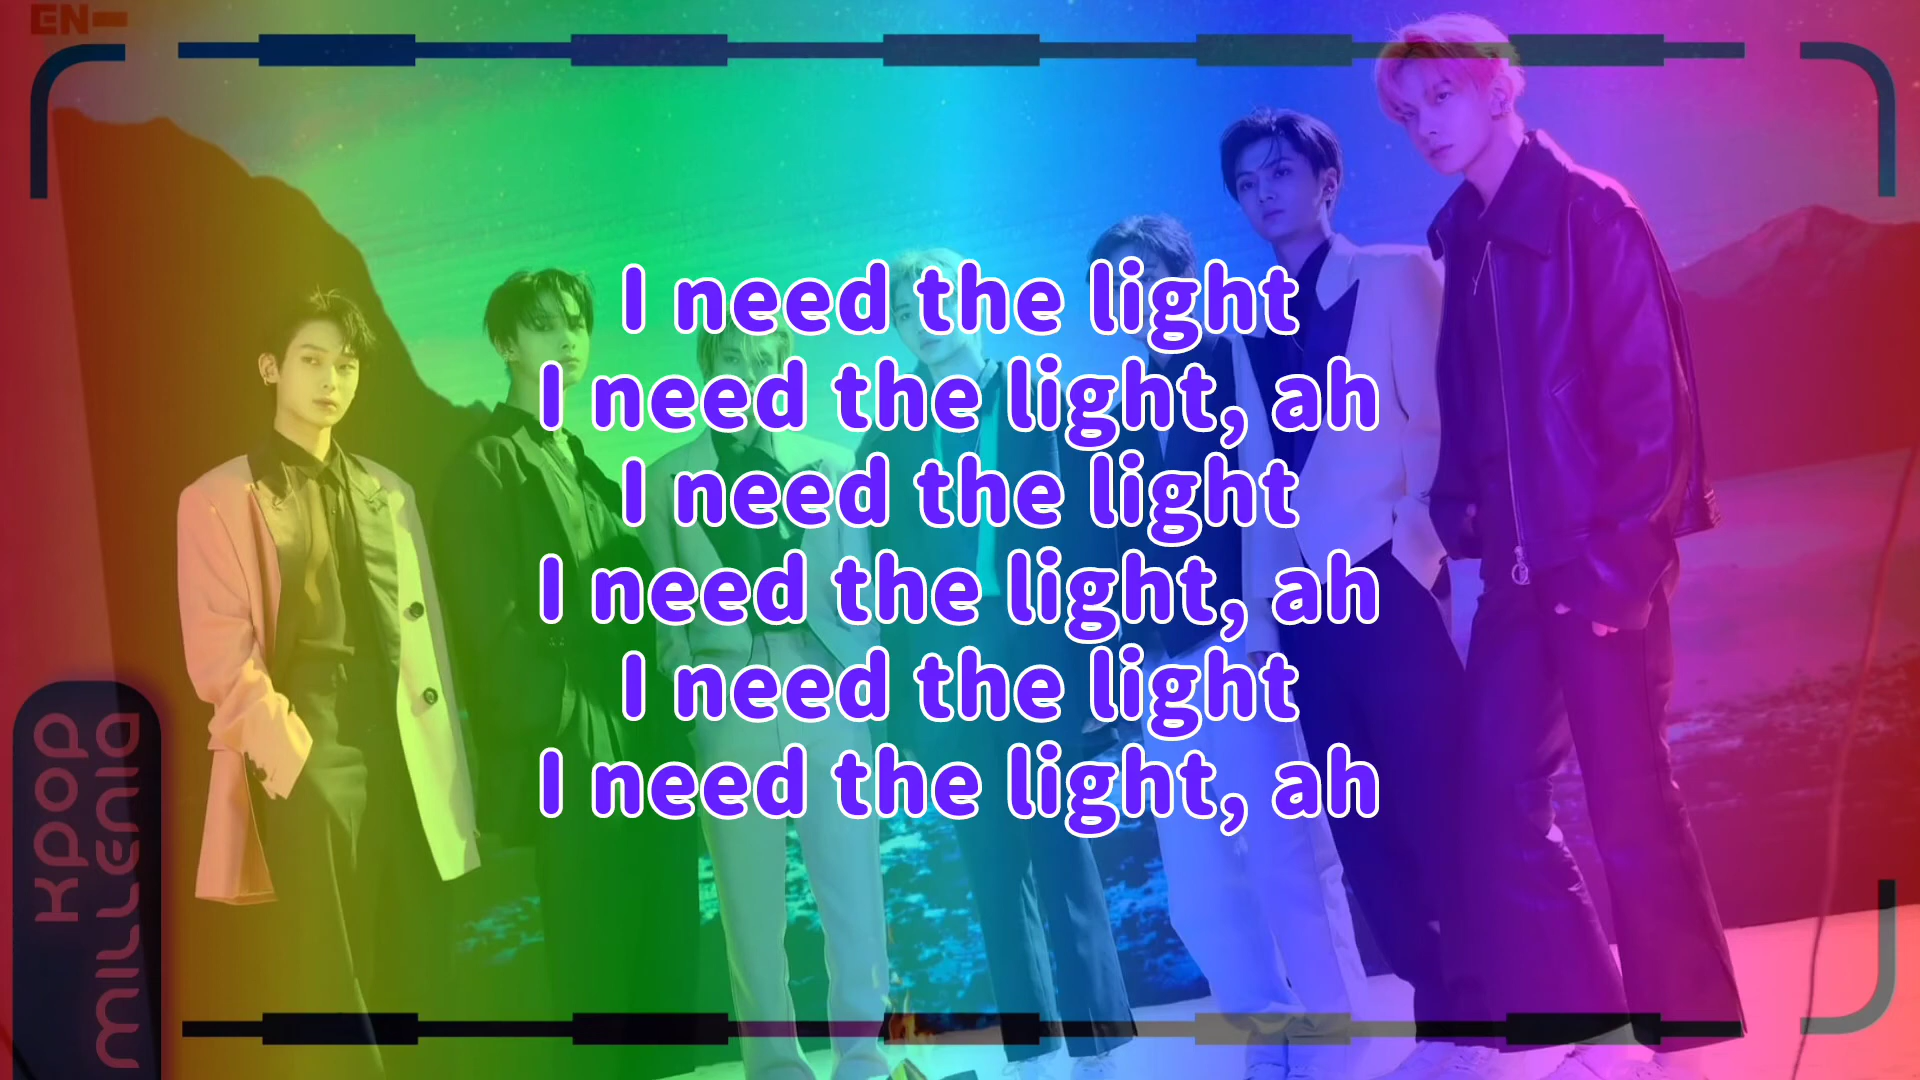 EN-
I need the light
I need the light, ah
I need the light
I need the light, ah
I need the light
I need the light, ah
kpop
millenia